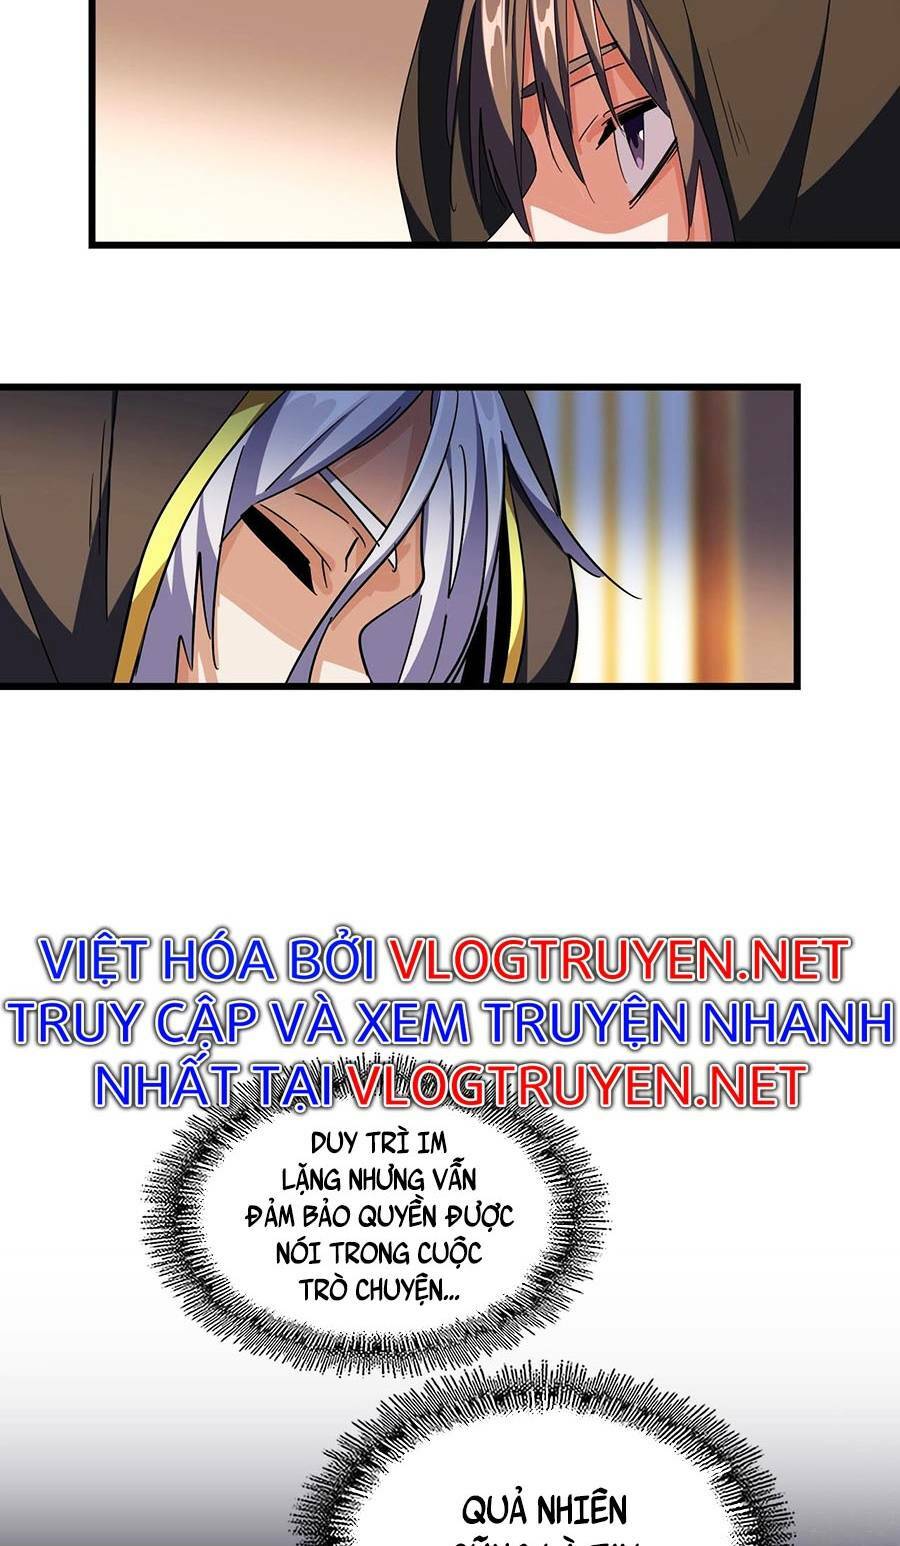 VIỆT HÓA BỞI VLOGTRUYEN.NET
TRUY CẬP VÀ XEM TRUYỆN NHANH
NHẤT TẠI VLOGTRUYEN.NET
DUY TRÌ IM
LẶNG NHƯNG VẪN
ĐẢM BẢO QUYỀN ĐƯỢC
NÓI TRONG CUỘC
TRÒ CHUYỆN...
QUẢ NHIÊN